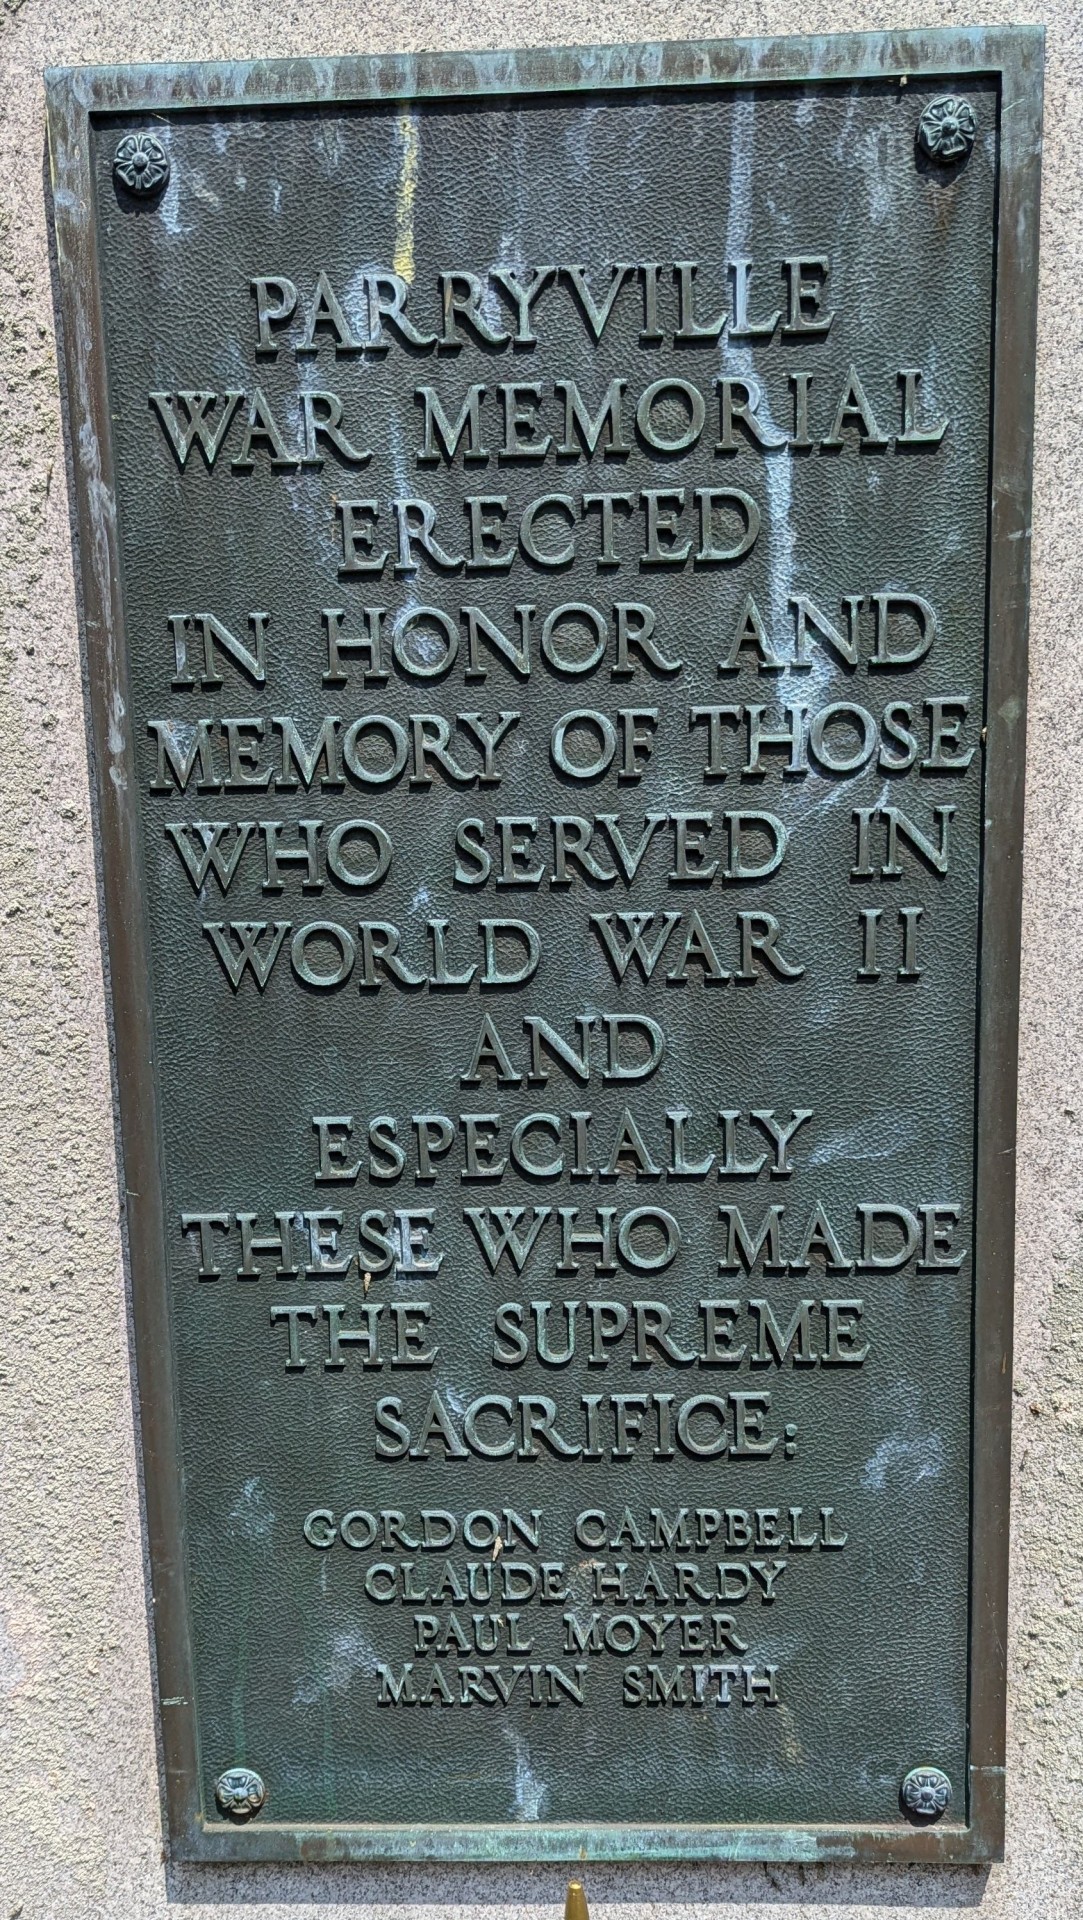 PARRYVILLE
WAR MEMORIAL
ERECTED
IN HONOR AND
MEMORY OF THOSE
WHO SERVED IN
WORLD WAR II
AND
ESPECIALLY
THESE WHO MADE
THE SUPREME
SACRIFICE:
GORDON CAMPBELL
CLAUDE HARDY
PAUL MOYER
MARVIN SMITH